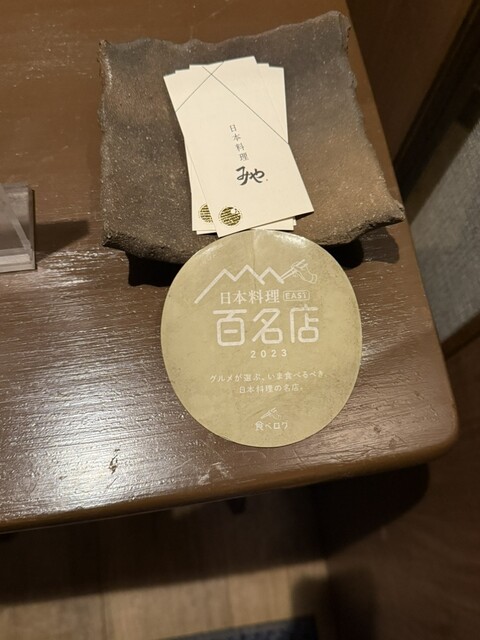 日本料理
みや
日本料理 EAST
百名店
2023
グルメが選ぶ、いま食べるべき
日本料理の名店。
食べログ